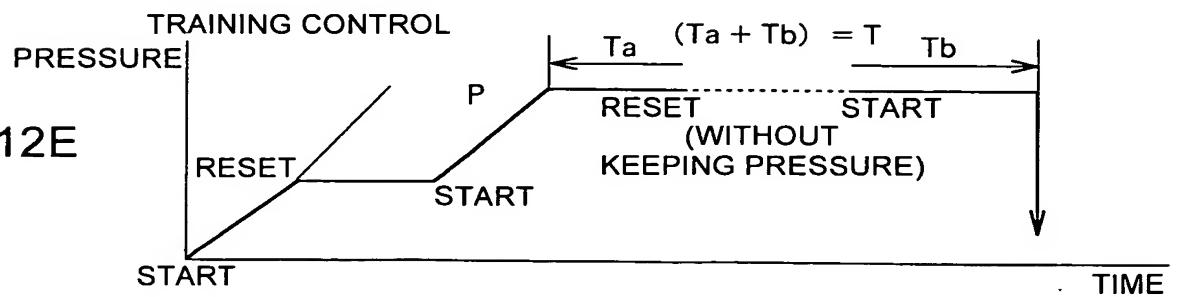 TRAINING CONTROL
PRESSURE
Ta (Ta + Tb) = T Tb
P
12E
RESET START
(WITHOUT
KEEPING PRESSURE)
RESET
START
START
TIME